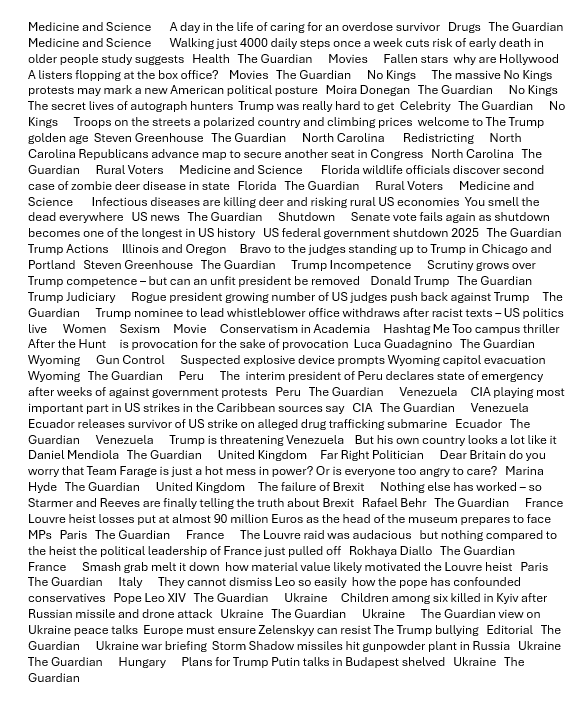 Medicine and Science    A day in the life of caring for an overdose survivor  Drugs  The Guardian
Medicine and Science    Walking just 4000 daily steps once a week cuts risk of early death in
older people study suggests  Health  The Guardian    Movies    Fallen stars  why are Hollywood
A listers flopping at the box office?  Movies  The Guardian    No Kings    The massive No Kings
protests may mark a new American political posture  Moira Donegan  The Guardian    No Kings
The secret lives of autograph hunters  Trump was really hard to get  Celebrity  The Guardian    No
Kings    Troops on the streets a polarized country and climbing prices  welcome to The Trump
golden age  Steven Greenhouse  The Guardian    North Carolina    Redistricting    North
Carolina Republicans advance map to secure another seat in Congress  North Carolina  The
Guardian    Rural Voters    Medicine and Science    Florida wildlife officials discover second
case of zombie deer disease in state  Florida  The Guardian    Rural Voters    Medicine and
Science    Infectious diseases are killing deer and risking rural US economies  You smell the
dead everywhere  US news  The Guardian    Shutdown    Senate vote fails again as shutdown
becomes one of the longest in US history  US federal government shutdown 2025  The Guardian
Trump Actions    Illinois and Oregon    Bravo to the judges standing up to Trump in Chicago and
Portland  Steven Greenhouse  The Guardian    Trump Incompetence    Scrutiny grows over
Trump competence – but can an unfit president be removed  Donald Trump  The Guardian
Trump Judiciary    Rogue president growing number of US judges push back against Trump    The
Guardian    Trump nominee to lead whistleblower office withdraws after racist texts – US politics
live    Women    Sexism    Movie    Conservatism in Academia    Hashtag Me Too campus thriller
After the Hunt    is provocation for the sake of provocation  Luca Guadagnino  The Guardian
Wyoming    Gun Control    Suspected explosive device prompts Wyoming capitol evacuation
Wyoming  The Guardian    Peru    The  interim president of Peru declares state of emergency
after weeks of against government protests  Peru  The Guardian    Venezuela    CIA playing most
important part in US strikes in the Caribbean sources say  CIA  The Guardian    Venezuela
Ecuador releases survivor of US strike on alleged drug trafficking submarine  Ecuador  The
Guardian    Venezuela    Trump is threatening Venezuela    But his own country looks a lot like it
Daniel Mendiola  The Guardian    United Kingdom    Far Right Politician    Dear Britain do you
worry that Team Farage is just a hot mess in power? Or is everyone too angry to care?  Marina
Hyde  The Guardian    United Kingdom    The failure of Brexit    Nothing else has worked – so
Starmer and Reeves are finally telling the truth about Brexit  Rafael Behr  The Guardian    France
Louvre heist losses put at almost 90 million Euros as the head of the museum prepares to face
MPs  Paris  The Guardian    France    The Louvre raid was audacious  but nothing compared to
the heist the political leadership of France just pulled off  Rokhaya Diallo  The Guardian
France    Smash grab melt it down  how material value likely motivated the Louvre heist  Paris
The Guardian    Italy    They cannot dismiss Leo so easily  how the pope has confounded
conservatives  Pope Leo XIV  The Guardian    Ukraine    Children among six killed in Kyiv after
Russian missile and drone attack  Ukraine  The Guardian    Ukraine    The Guardian view on
Ukraine peace talks  Europe must ensure Zelenskyy can resist The Trump bullying  Editorial  The
Guardian    Ukraine war briefing  Storm Shadow missiles hit gunpowder plant in Russia  Ukraine
The Guardian    Hungary    Plans for Trump Putin talks in Budapest shelved  Ukraine  The
Guardian